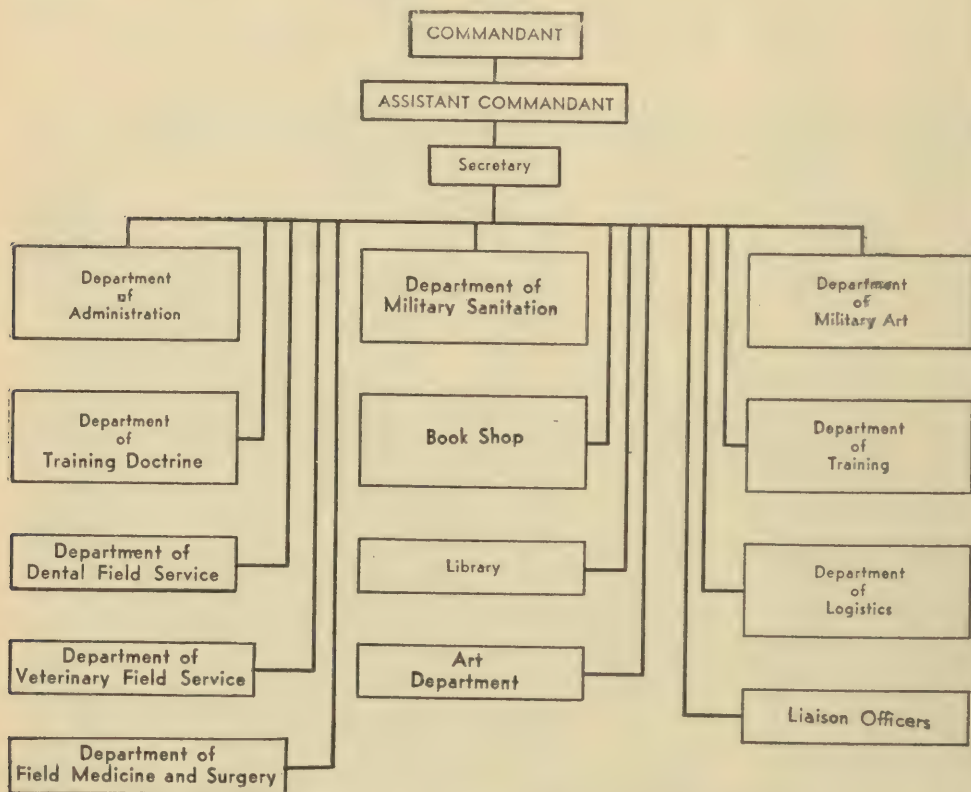 COMMANDANT
ASSISTANT COMMANDANT
Secretary
Department
of
Administration
Department of
Military Sanitation
Department
of
Military Art
Department
of
Training Doctrine
Book Shop
Department
of
Training
Department of
Dental Field Service
Library
Department
of
Logistics
Department of
Veterinary Field Service
Art
Department
Liaison Officers
Department of
Field Medicine and Surgery